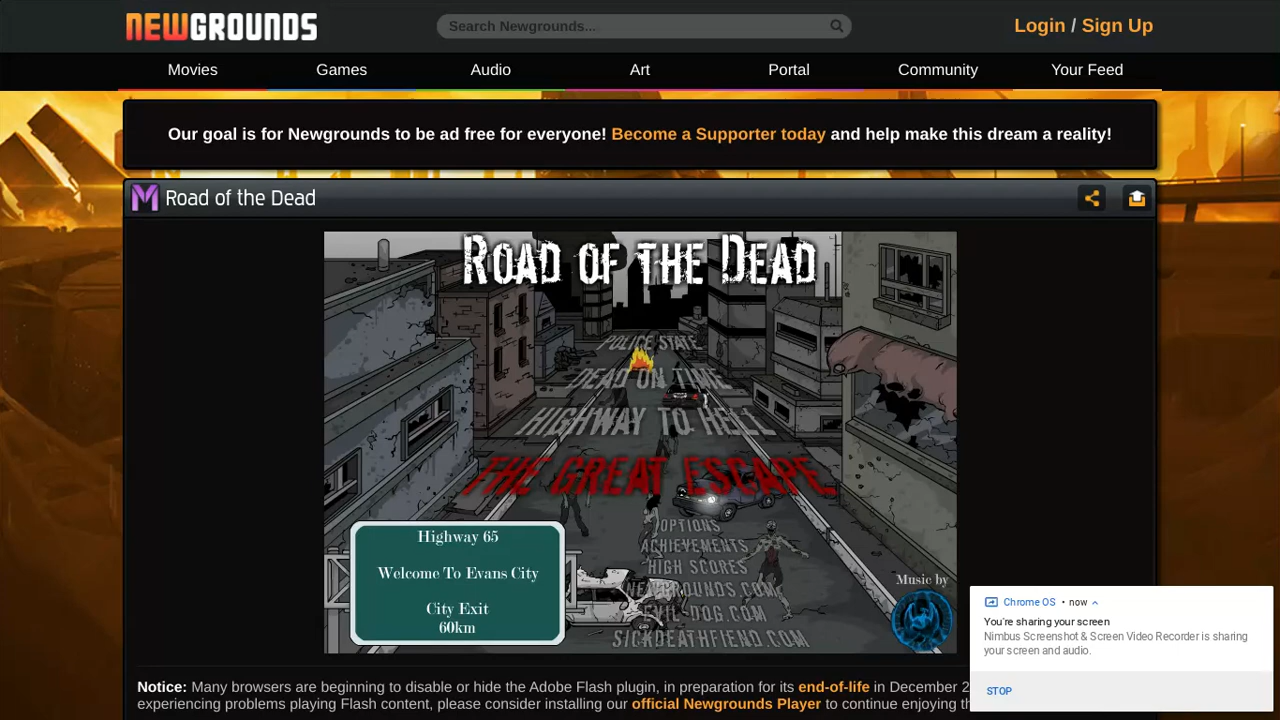 NEWGROUNDS
Search Newgrounds...
Login / Sign Up
Movies Games Audio Art Portal Community Your Feed
Our goal is for Newgrounds to be ad free for everyone! Become a Supporter today and help make this dream a reality!
M Road of the Dead
ROAD OF THE DEAD
POLICE STATE
DEAD ON TIME
HIGHWAY TO HELL
THE GREAT ESCAPE
OPTIONS
ACHIEVEMENTS
HIGH SCORES
NEWGROUNDS.COM
EVIL-DOG.COM
SICKDEATHFIEND.COM
Highway 65
Welcome To Evans City
City Exit
60km
Music by
Chrome OS • now
You're sharing your screen
Nimbus Screenshot & Screen Video Recorder is sharing
your screen and audio.
STOP
Notice: Many browsers are beginning to disable or hide the Adobe Flash plugin, in preparation for its end-of-life in December 2
experiencing problems playing Flash content, please consider installing our official Newgrounds Player to continue enjoying th